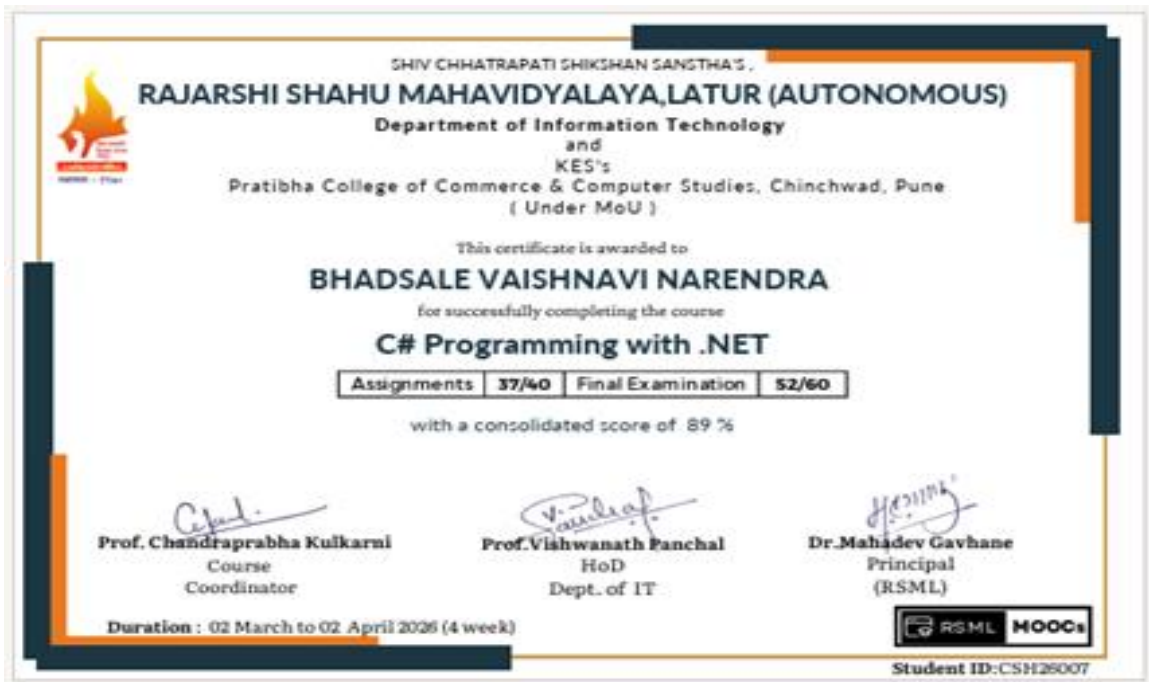 SHIV CHHATRAPATI SHIKSHAN SANSTHA'S ,
RAJARSHI SHAHU MAHAVIDYALAYA,LATUR (AUTONOMOUS)
Department of Information Technology
and
KES's
Pratibha College of Commerce & Computer Studies, Chinchwad, Pune
( Under MoU )
This certificate is awarded to
BHADSALE VAISHNAVI NARENDRA
for successfully completing the course
C# Programming with .NET
Assignments 37/40 Final Examination 52/60
with a consolidated score of 89 %
Prof. Chandraprabha Kulkarni
Course
Coordinator
Prof.Vishwanath Panchal
HoD
Dept. of IT
Dr.Mahadev Gavhane
Principal
(RSML)
Duration : 02 March to 02 April 2026 (4 week)
RSML MOOCs
Student ID:CSH26007